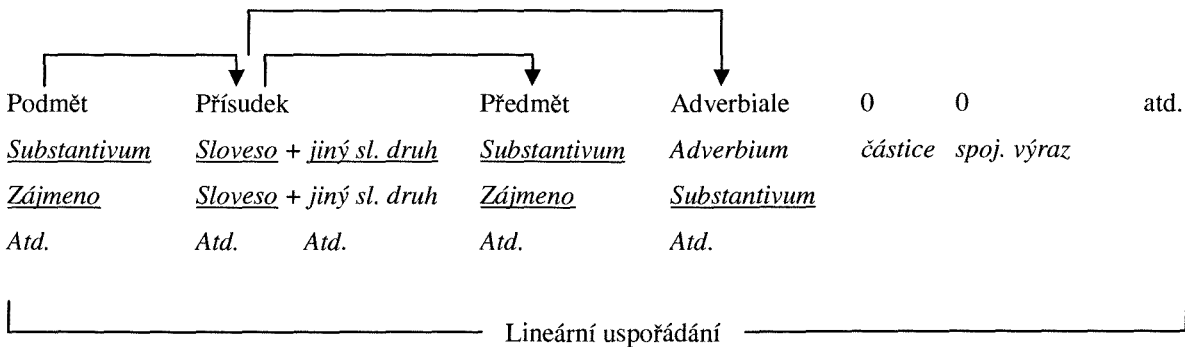 Podmět Přísudek Předmět Adverbiale 0 0 atd.
Substantivum Sloveso + jiný sl. druh Substantivum Adverbium částice spoj. výraz
Zájmeno Sloveso + jiný sl. druh Zájmeno Substantivum
Atd. Atd. Atd. Atd. Atd.
Lineární uspořádání